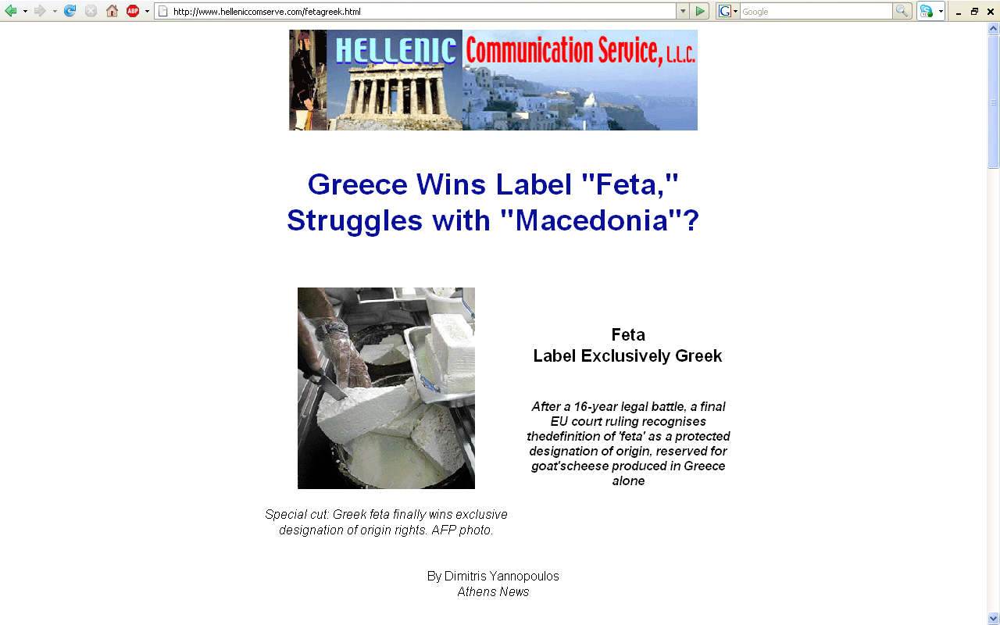 http://www.helleniccomserve.com/fetagreek.html
Google
ABP
G
HELLENIC Communication Service, L.L.C.
Greece Wins Label "Feta,"
Struggles with "Macedonia"?
Feta
Label Exclusively Greek
After a 16-year legal battle, a final
EU court ruling recognises
thedefinition of 'feta' as a protected
designation of origin, reserved for
goat'scheese produced in Greece
alone
Special cut: Greek feta finally wins exclusive
designation of origin rights. AFP photo.
By Dimitris Yannopoulos
Athens News